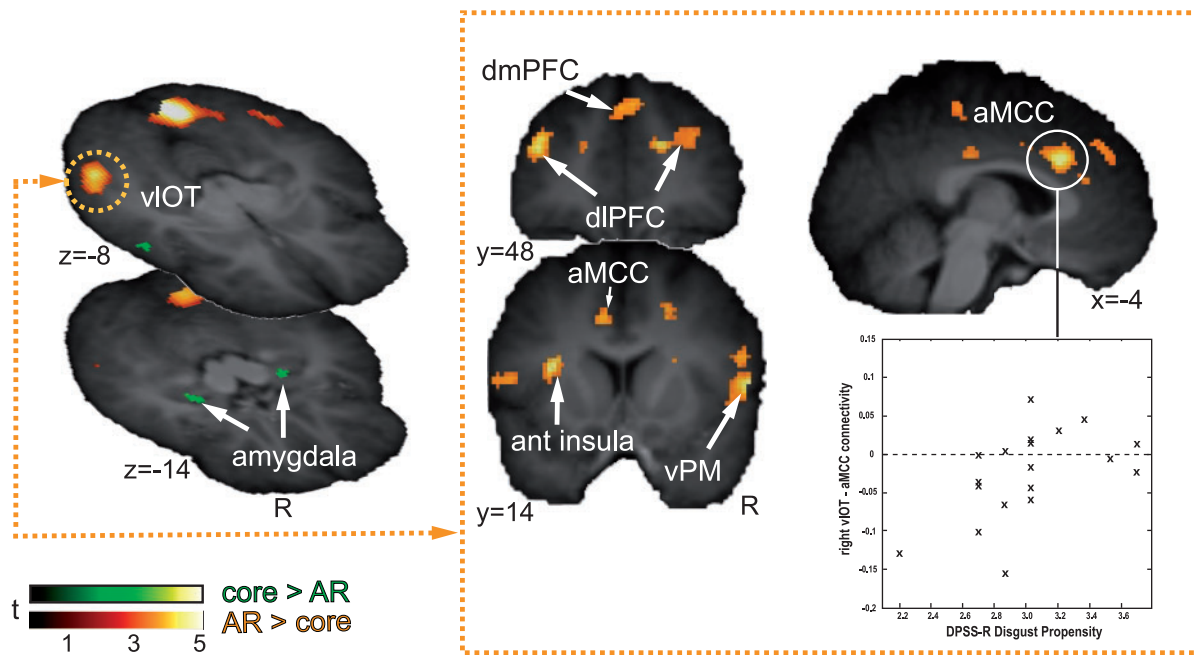 vIOT
z=-8
amygdala
z=-14
R
t
core > AR
AR > core
1 3 5
dmPFC
dlPFC
y=48
aMCC
ant insula
vPM
y=14
R
aMCC
x=-4
right vIOT - aMCC connectivity
0.15
0.1
0.05
0
-0.05
-0.1
-0.15
-0.2
2.2 2.4 2.6 2.8 3.0 3.2 3.4 3.6
DPSS-R Disgust Propensity